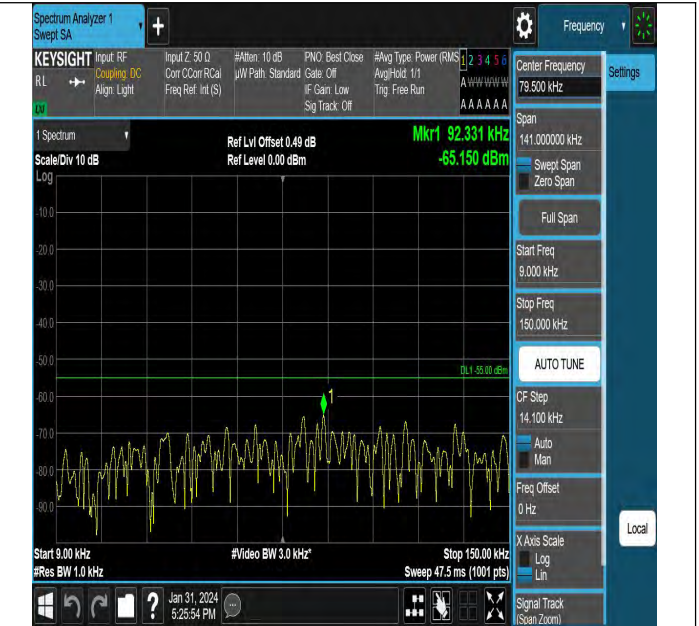 Spectrum Analyzer 1
Swept SA
+
Frequency
KEYSIGHT
RL
LXI
Input: RF
Coupling: DC
Align: Light
Input Z: 50 Ω
Corr CCorr RCal
Freq Ref: Int (S)
#Atten: 10 dB
µW Path: Standard
PNO: Best Close
Gate: Off
IF Gain: Low
Sig Track: Off
#Avg Type: Power (RMS
Avg|Hold: 1/1
Trig: Free Run
1 2 3 4 5 6
A W W W W W
A A A A A A
Center Frequency
79.500 kHz
Settings
Span
141.000000 kHz
Swept Span
Zero Span
Full Span
Start Freq
9.000 kHz
Stop Freq
150.000 kHz
AUTO TUNE
CF Step
14.100 kHz
Auto
Man
Freq Offset
0 Hz
X Axis Scale
Log
Lin
Local
Signal Track
(Span Zoom)
1 Spectrum
Scale/Div 10 dB
Ref Lvl Offset 0.49 dB
Ref Level 0.00 dBm
Mkr1 92.331 kHz
-65.150 dBm
Log
-10.0
-20.0
-30.0
-40.0
-50.0
DL1 -55.00 dBm
-60.0
1
-70.0
-80.0
-90.0
Start 9.00 kHz
#Video BW 3.0 kHz*
Stop 150.00 kHz
#Res BW 1.0 kHz
Sweep 47.5 ms (1001 pts)
?
Jan 31, 2024
5:25:54 PM